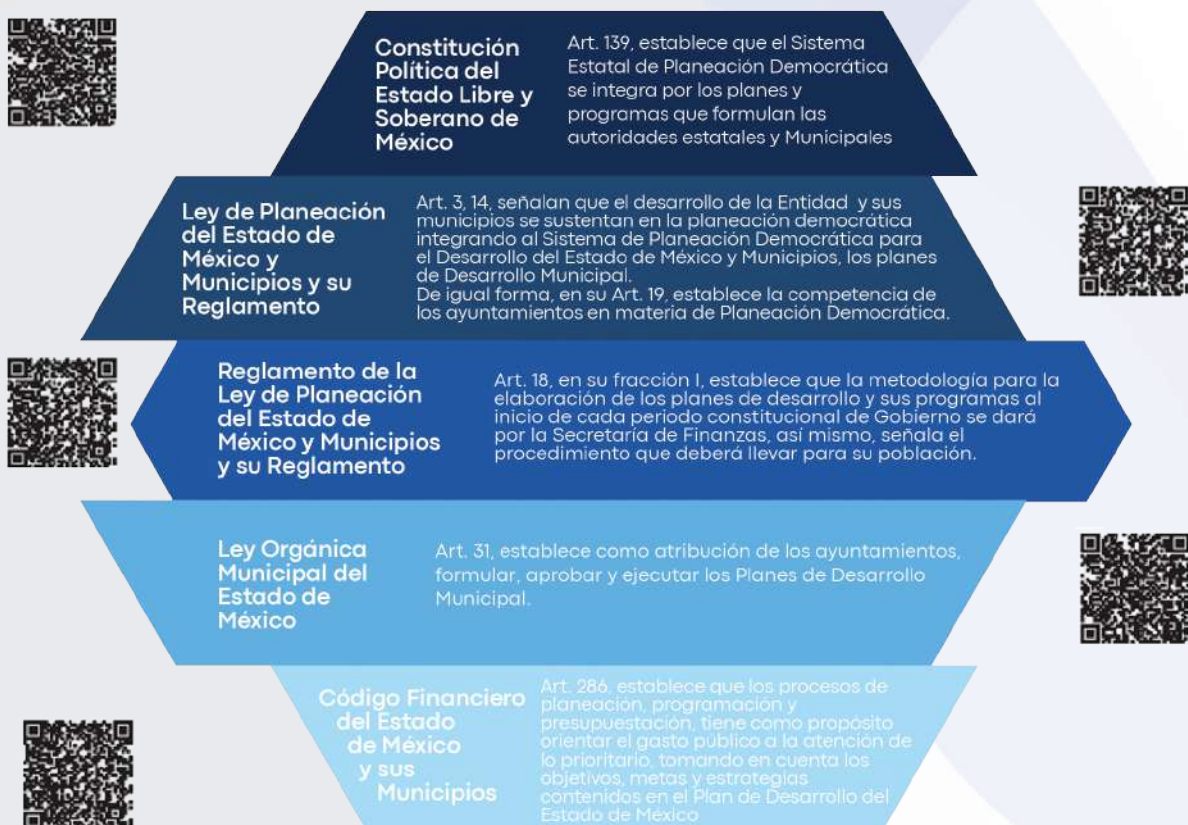 Constitución
Política del
Estado Libre y
Soberano de
México
Art. 139, establece que el Sistema
Estatal de Planeación Democrática
se integra por los planes y
programas que formulan las
autoridades estatales y Municipales
Ley de Planeación
del Estado de
México y
Municipios y su
Reglamento
Art. 3, 14, señalan que el desarrollo de la Entidad y sus
municipios se sustentan en la planeación democrática
integrando al Sistema de Planeación Democrática para
el Desarrollo del Estado de México y Municipios, los planes
de Desarrollo Municipal.
De igual forma, en su Art. 19, establece la competencia de
los ayuntamientos en materia de Planeación Democrática.
Reglamento de la
Ley de Planeación
del Estado de
México y Municipios
y su Reglamento
Art. 18, en su fracción I, establece que la metodología para la
elaboración de los planes de desarrollo y sus programas al
inicio de cada periodo constitucional de Gobierno se dará
por la Secretaría de Finanzas, así mismo, señala el
procedimiento que deberá llevar para su población.
Ley Orgánica
Municipal del
Estado de
México
Art. 31, establece como atribución de los ayuntamientos,
formular, aprobar y ejecutar los Planes de Desarrollo
Municipal.
Código Financiero
del Estado
de México
y sus
Municipios
Art. 286, establece que los procesos de
planeación, programación y
presupuestación, tiene como propósito
orientar el gasto público a la atención de
lo prioritario, tomando en cuenta los
objetivos, metas y estrategias
contenidos en el Plan de Desarrollo del
Estado de México